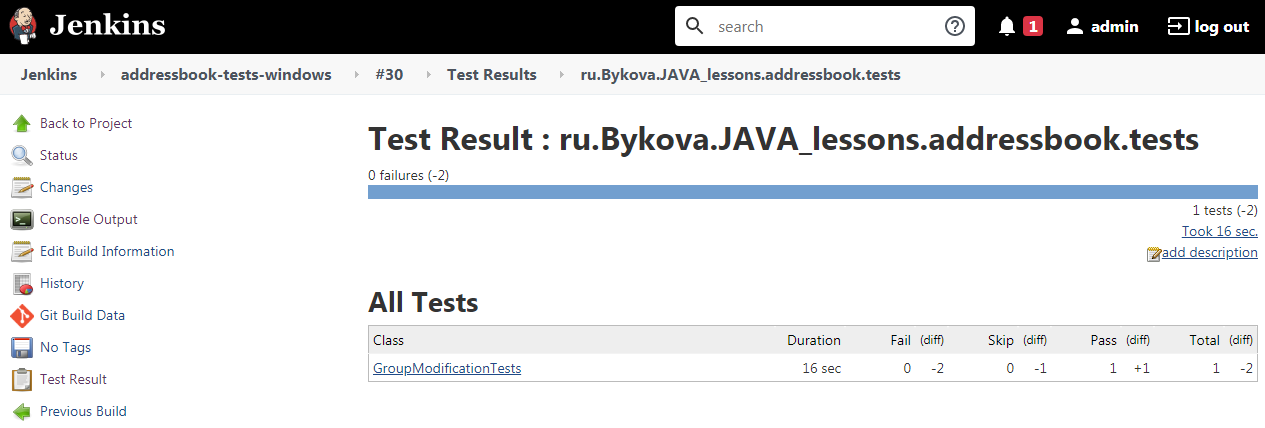 Jenkins
search
1
admin
log out
Jenkins addressbook-tests-windows #30 Test Results ru.Bykova.JAVA_lessons.addressbook.tests
Back to Project
Status
Changes
Console Output
Edit Build Information
History
Git Build Data
No Tags
Test Result
Previous Build
Test Result : ru.Bykova.JAVA_lessons.addressbook.tests
0 failures (-2)
1 tests (-2)
Took 16 sec.
add description
All Tests
Class Duration Fail (diff) Skip (diff) Pass (diff) Total (diff)
GroupModificationTests 16 sec 0 -2 0 -1 1 +1 1 -2